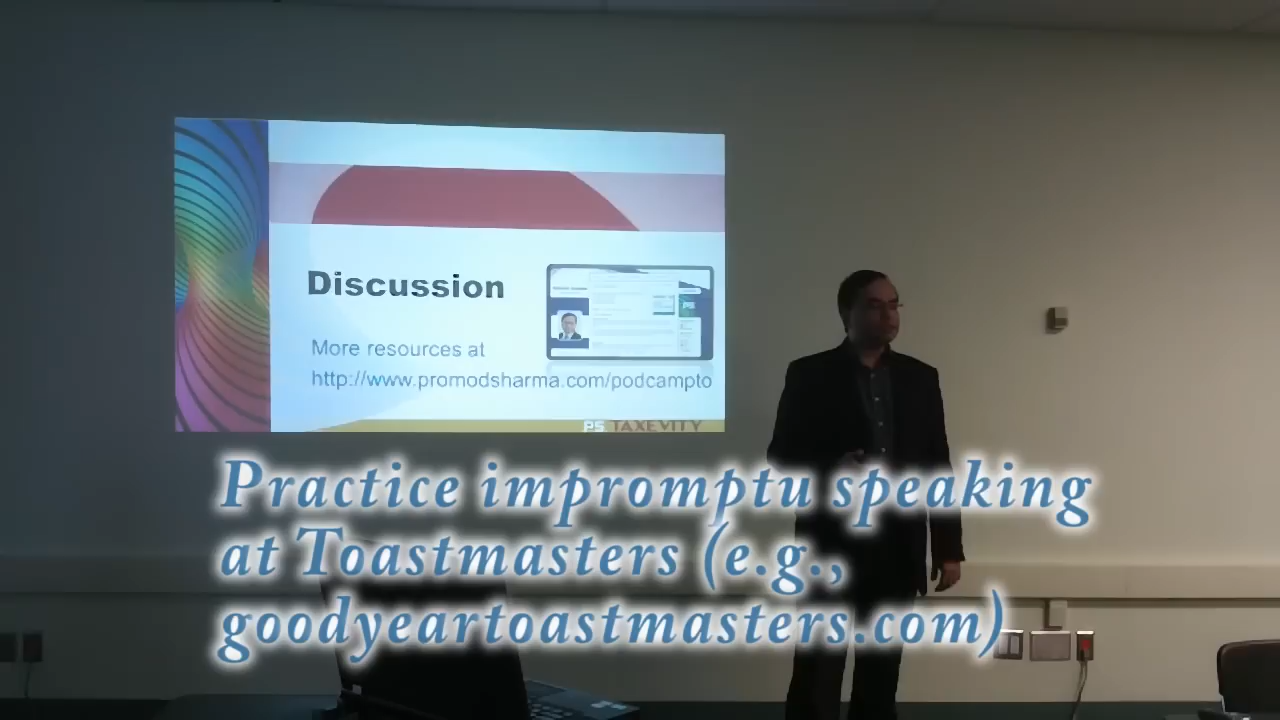 Discussion
More resources at
http://www.promodsharma.com/podcampto
PS TAXEVITY
Practice impromptu speaking
at Toastmasters (e.g.,
goodyeartoastmasters.com)